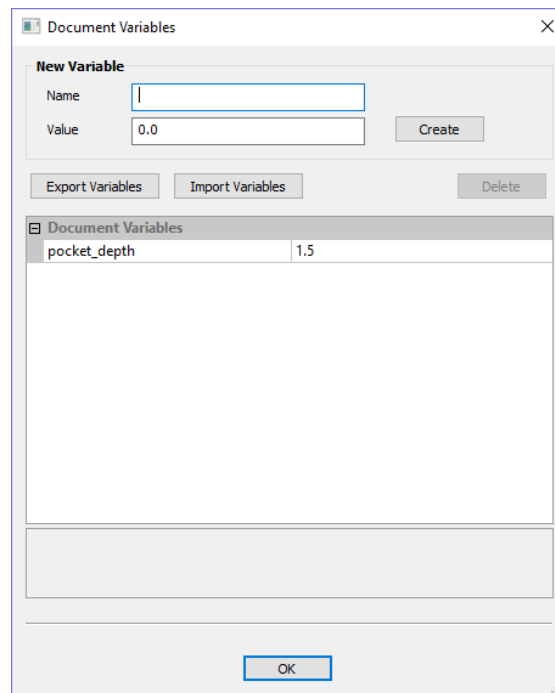 Document Variables
New Variable
Name
Value 0.0 Create
Export Variables Import Variables Delete
Document Variables
pocket_depth 1.5
OK